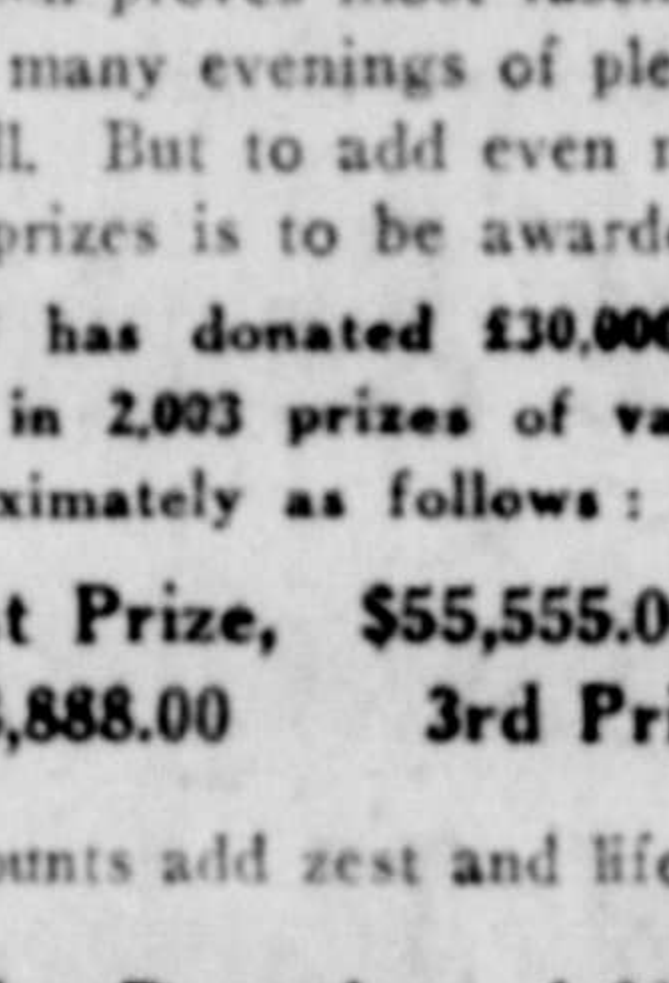 many evenings of ple
ll. But to add even
prizes is to be award
has donated £30,000
in 2,003 prizes of va
ximately as follows :
t Prize, $55,555.0
,888.00 3rd Pri
unts add zest and life